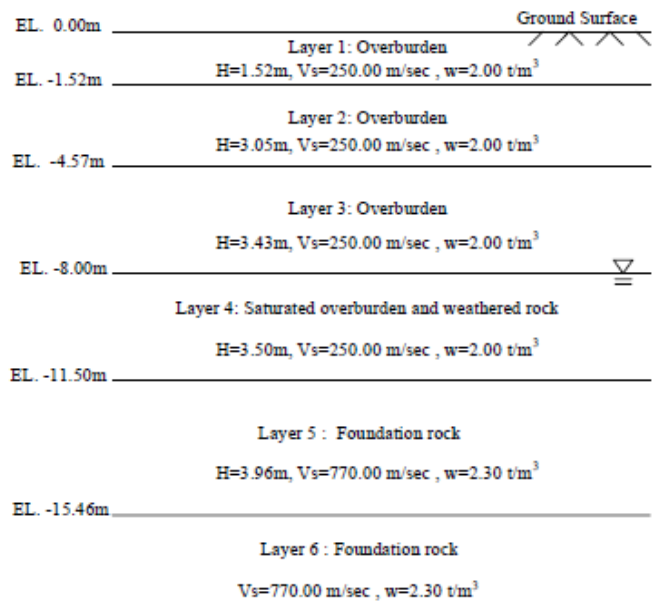 EL. 0.00m
Ground Surface
Layer 1: Overburden
H=1.52m, Vs=250.00 m/sec , w=2.00 t/m³
EL. -1.52m
Layer 2: Overburden
H=3.05m, Vs=250.00 m/sec , w=2.00 t/m³
EL. -4.57m
Layer 3: Overburden
H=3.43m, Vs=250.00 m/sec , w=2.00 t/m³
EL. -8.00m
Layer 4: Saturated overburden and weathered rock
H=3.50m, Vs=250.00 m/sec , w=2.00 t/m³
EL. -11.50m
Layer 5 : Foundation rock
H=3.96m, Vs=770.00 m/sec , w=2.30 t/m³
EL. -15.46m
Layer 6 : Foundation rock
Vs=770.00 m/sec , w=2.30 t/m³